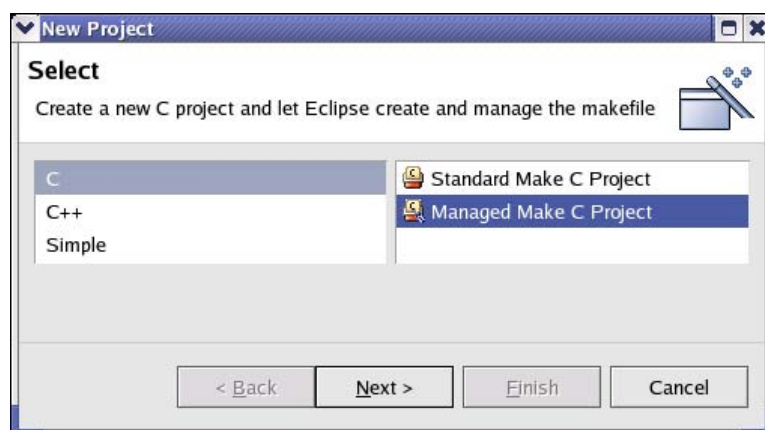 New Project
Select
Create a new C project and let Eclipse create and manage the makefile
C
C++
Simple
Standard Make C Project
Managed Make C Project
< Back
Next >
Finish
Cancel